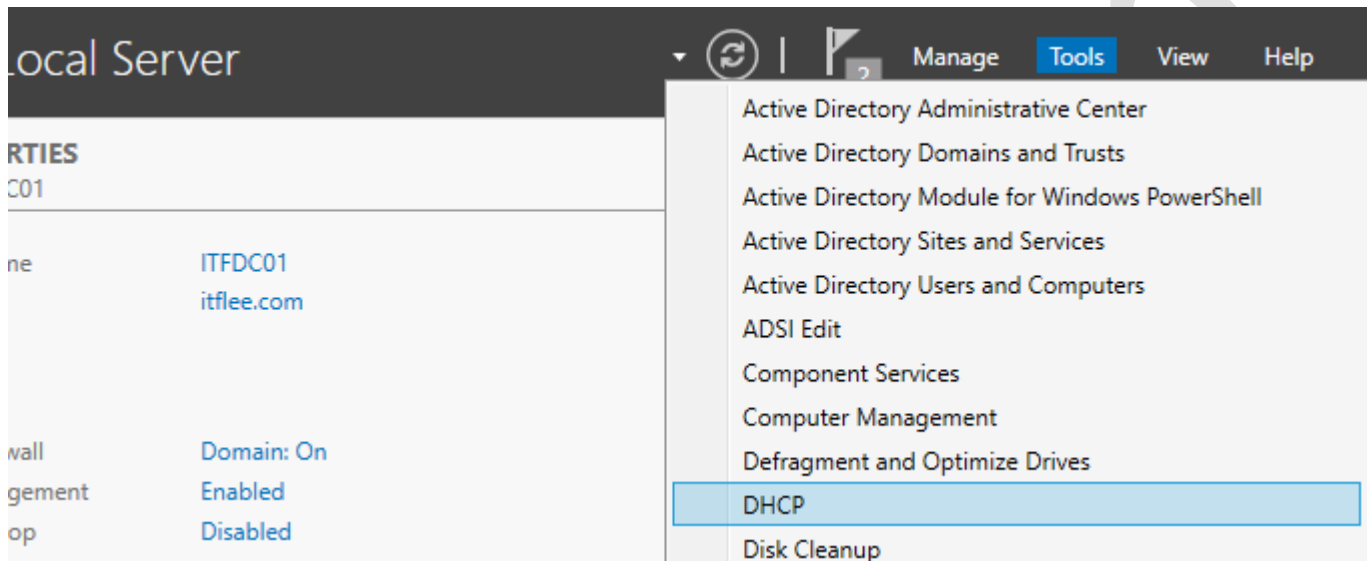 Local Server
2 Manage Tools View Help
RTIES
C01
me ITFDC01
itflee.com
wall Domain: On
gement Enabled
op Disabled
Active Directory Administrative Center
Active Directory Domains and Trusts
Active Directory Module for Windows PowerShell
Active Directory Sites and Services
Active Directory Users and Computers
ADSI Edit
Component Services
Computer Management
Defragment and Optimize Drives
DHCP
Disk Cleanup